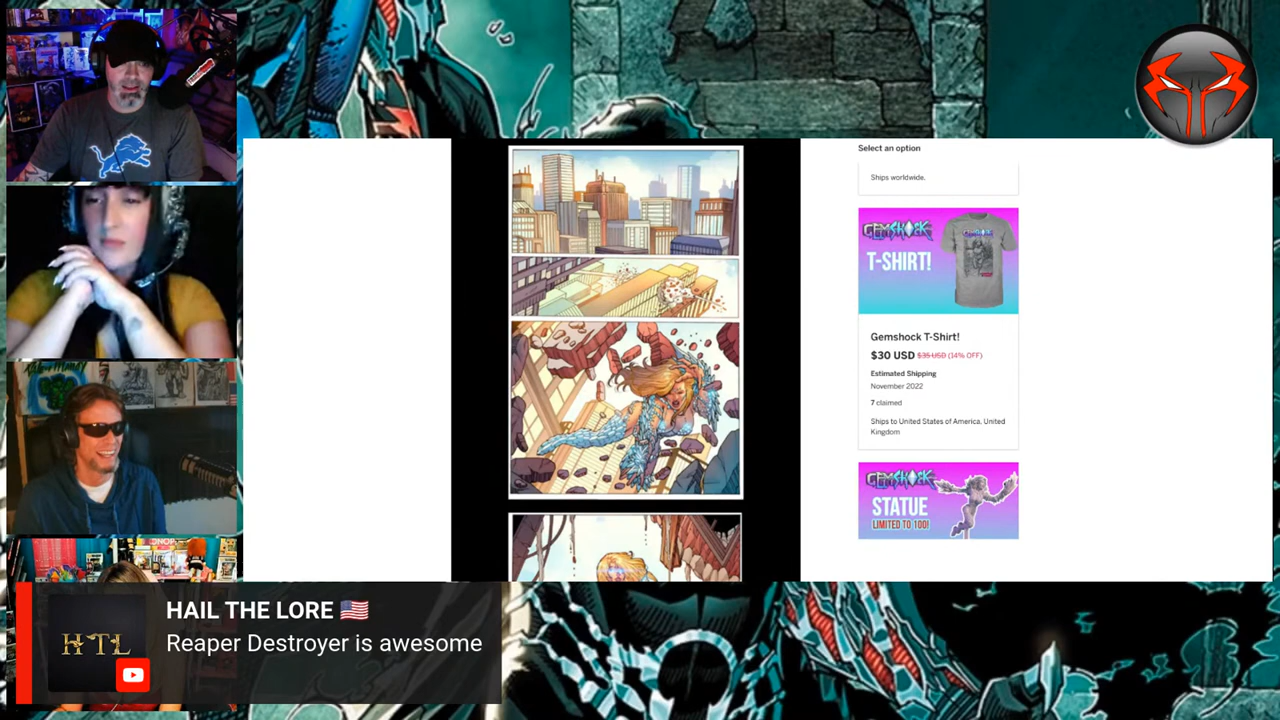 Select an option
Ships worldwide.
GEMSHOCK
T-SHIRT!
Gemshock T-Shirt!
$30 USD $35 USD (14% OFF)
Estimated Shipping
November 2022
7 claimed
Ships to United States of America, United
Kingdom
GEMSHOCK
STATUE
LIMITED TO 100!
HAIL THE LORE 🇺🇸
HTL
Reaper Destroyer is awesome